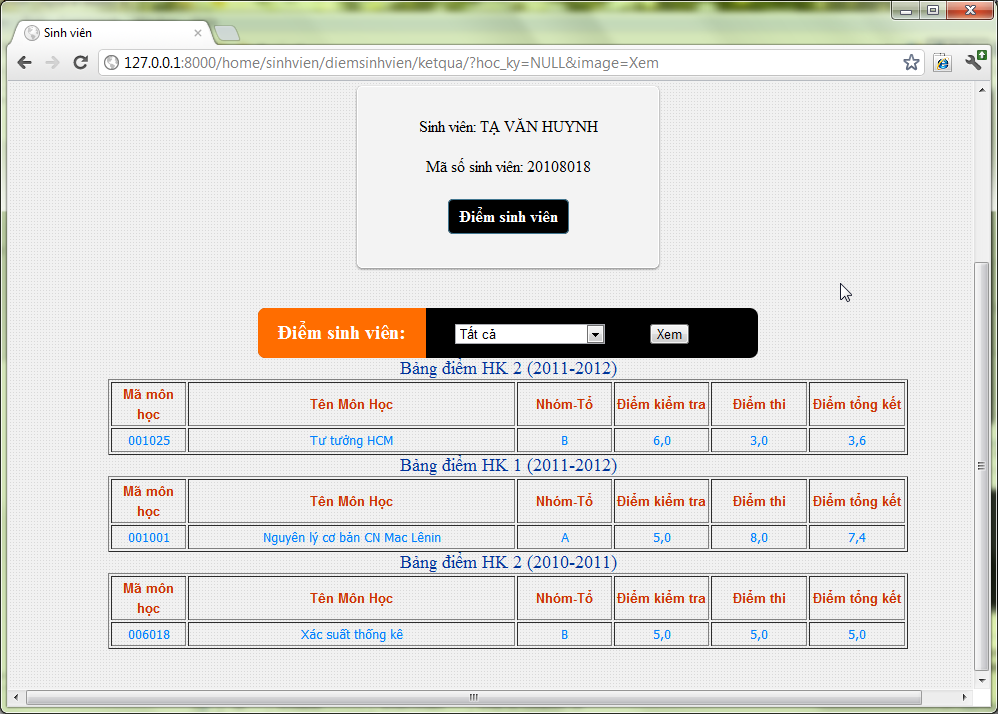 Sinh viên
127.0.0.1:8000/home/sinhvien/diemsinhvien/ketqua/?hoc_ky=NULL&image=Xem
Sinh viên: TẠ VĂN HUYNH
Mã số sinh viên: 20108018
Điểm sinh viên
Điểm sinh viên: Tất cả Xem
Bảng điểm HK 2 (2011-2012)
Mã môn học Tên Môn Học Nhóm-Tổ Điểm kiểm tra Điểm thi Điểm tổng kết
001025 Tư tưởng HCM B 6,0 3,0 3,6
Bảng điểm HK 1 (2011-2012)
Mã môn học Tên Môn Học Nhóm-Tổ Điểm kiểm tra Điểm thi Điểm tổng kết
001001 Nguyên lý cơ bản CN Mac Lênin A 5,0 8,0 7,4
Bảng điểm HK 2 (2010-2011)
Mã môn học Tên Môn Học Nhóm-Tổ Điểm kiểm tra Điểm thi Điểm tổng kết
006018 Xác suất thống kê B 5,0 5,0 5,0